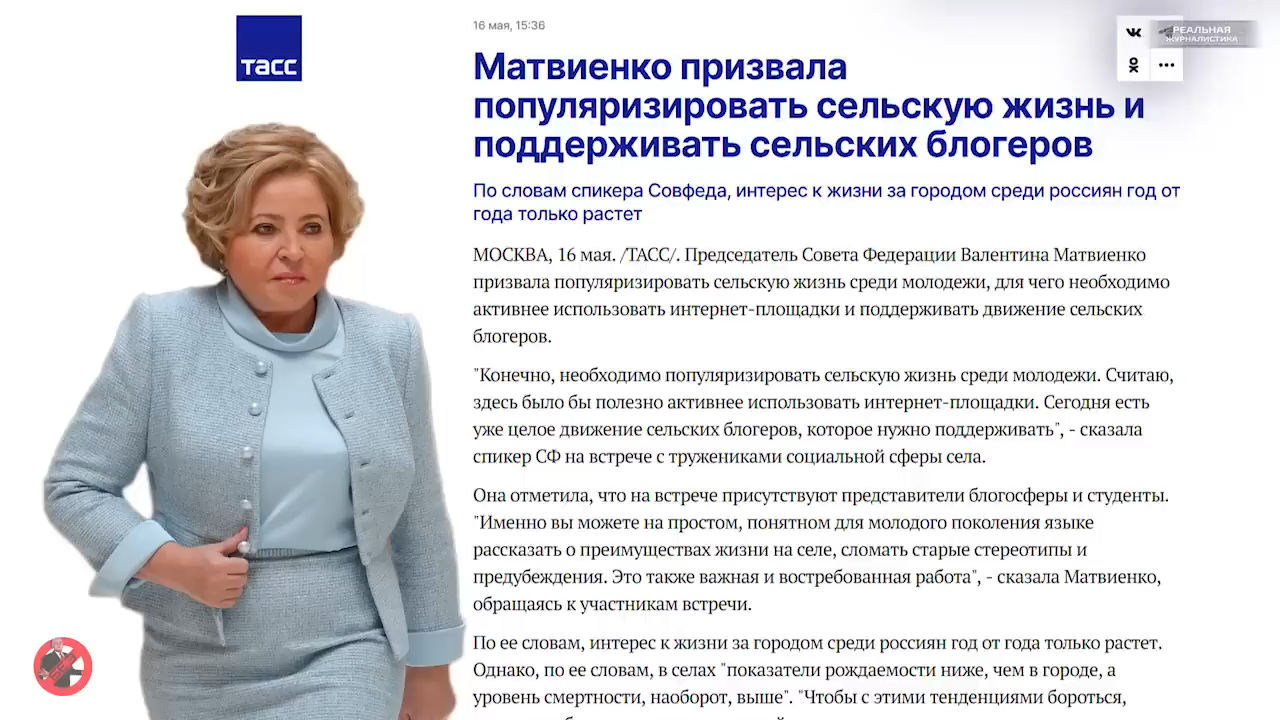 ТАСС
16 мая, 15:36
РЕАЛЬНАЯ
ЖУРНАЛИСТИКА
Матвиенко призвала
популяризировать сельскую жизнь и
поддерживать сельских блогеров
По словам спикера Совфеда, интерес к жизни за городом среди россиян год от
года только растет
МОСКВА, 16 мая. /ТАСС/. Председатель Совета Федерации Валентина Матвиенко
призвала популяризировать сельскую жизнь среди молодежи, для чего необходимо
активнее использовать интернет-площадки и поддерживать движение сельских
блогеров.
"Конечно, необходимо популяризировать сельскую жизнь среди молодежи. Считаю,
здесь было бы полезно активнее использовать интернет-площадки. Сегодня есть
уже целое движение сельских блогеров, которое нужно поддерживать", - сказала
спикер СФ на встрече с тружениками социальной сферы села.
Она отметила, что на встрече присутствуют представители блогосферы и студенты.
"Именно вы можете на простом, понятном для молодого поколения языке
рассказать о преимуществах жизни на селе, сломать старые стереотипы и
предубеждения. Это также важная и востребованная работа", - сказала Матвиенко,
обращаясь к участникам встречи.
По ее словам, интерес к жизни за городом среди россиян год от года только растет.
Однако, по ее словам, в селах "показатели рождаемости ниже, чем в городе, а
уровень смертности, наоборот, выше". "Чтобы с этими тенденциями бороться,